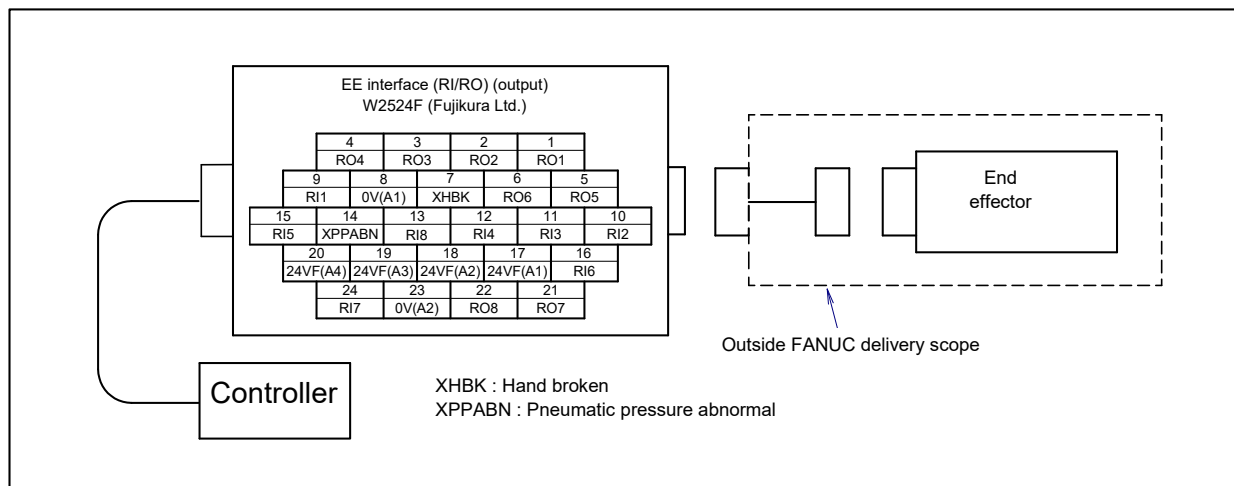 EE interface (RI/RO) (output)
W2524F (Fujikura Ltd.)
4 3 2 1
RO4 RO3 RO2 RO1
9 8 7 6 5
RI1 0V(A1) XHBK RO6 RO5
15 14 13 12 11 10
RI5 XPPABN RI8 RI4 RI3 RI2
20 19 18 17 16
24VF(A4) 24VF(A3) 24VF(A2) 24VF(A1) RI6
24 23 22 21
RI7 0V(A2) RO8 RO7
End
effector
Outside FANUC delivery scope
Controller
XHBK : Hand broken
XPPABN : Pneumatic pressure abnormal